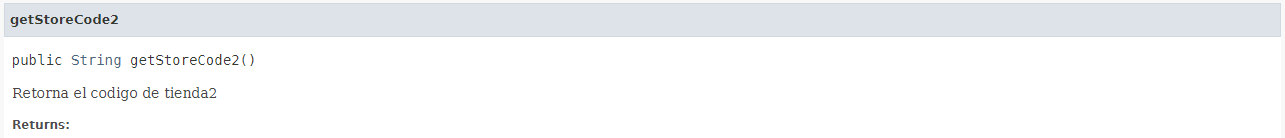 getStoreCode2
public String getStoreCode2()
Retorna el codigo de tienda2
Returns: